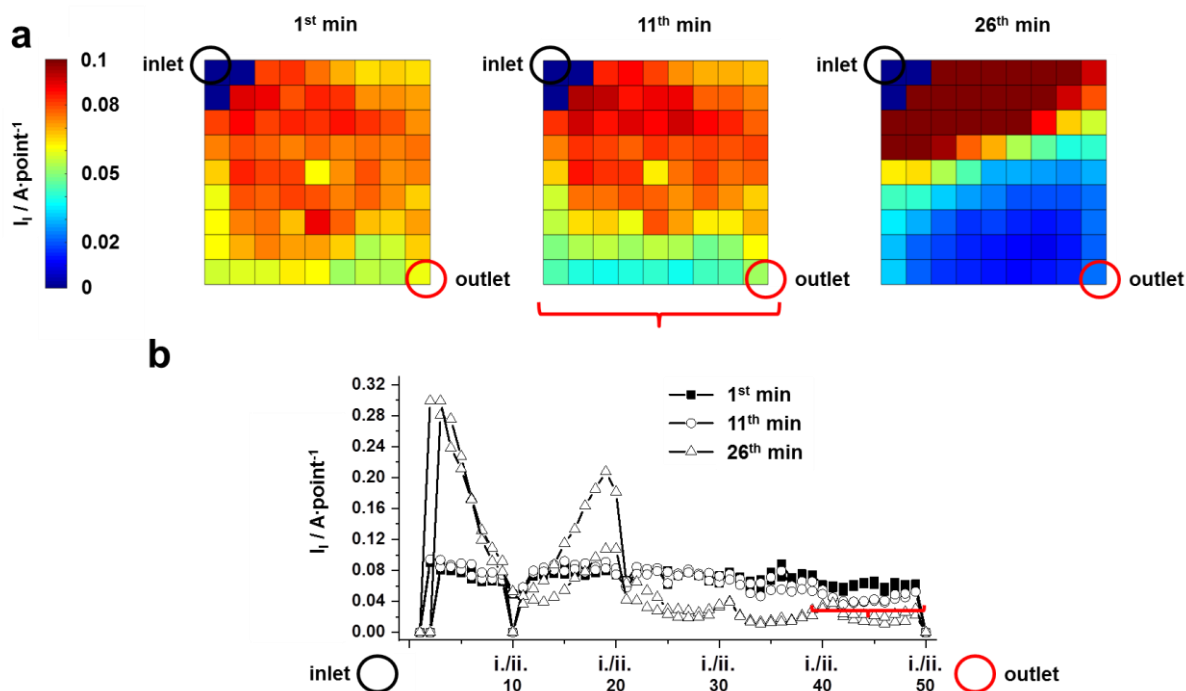 a
1st min
11th min
26th min
inlet
inlet
inlet
I_I / A·point⁻¹
0.1
0.08
0.05
0.02
0
outlet
outlet
outlet
b
I_I / A·point⁻¹
0.32
0.28
0.24
0.20
0.16
0.12
0.08
0.04
0.00
1st min
11th min
26th min
inlet
i./ii.
10
i./ii.
20
i./ii.
30
i./ii.
40
i./ii.
50
outlet